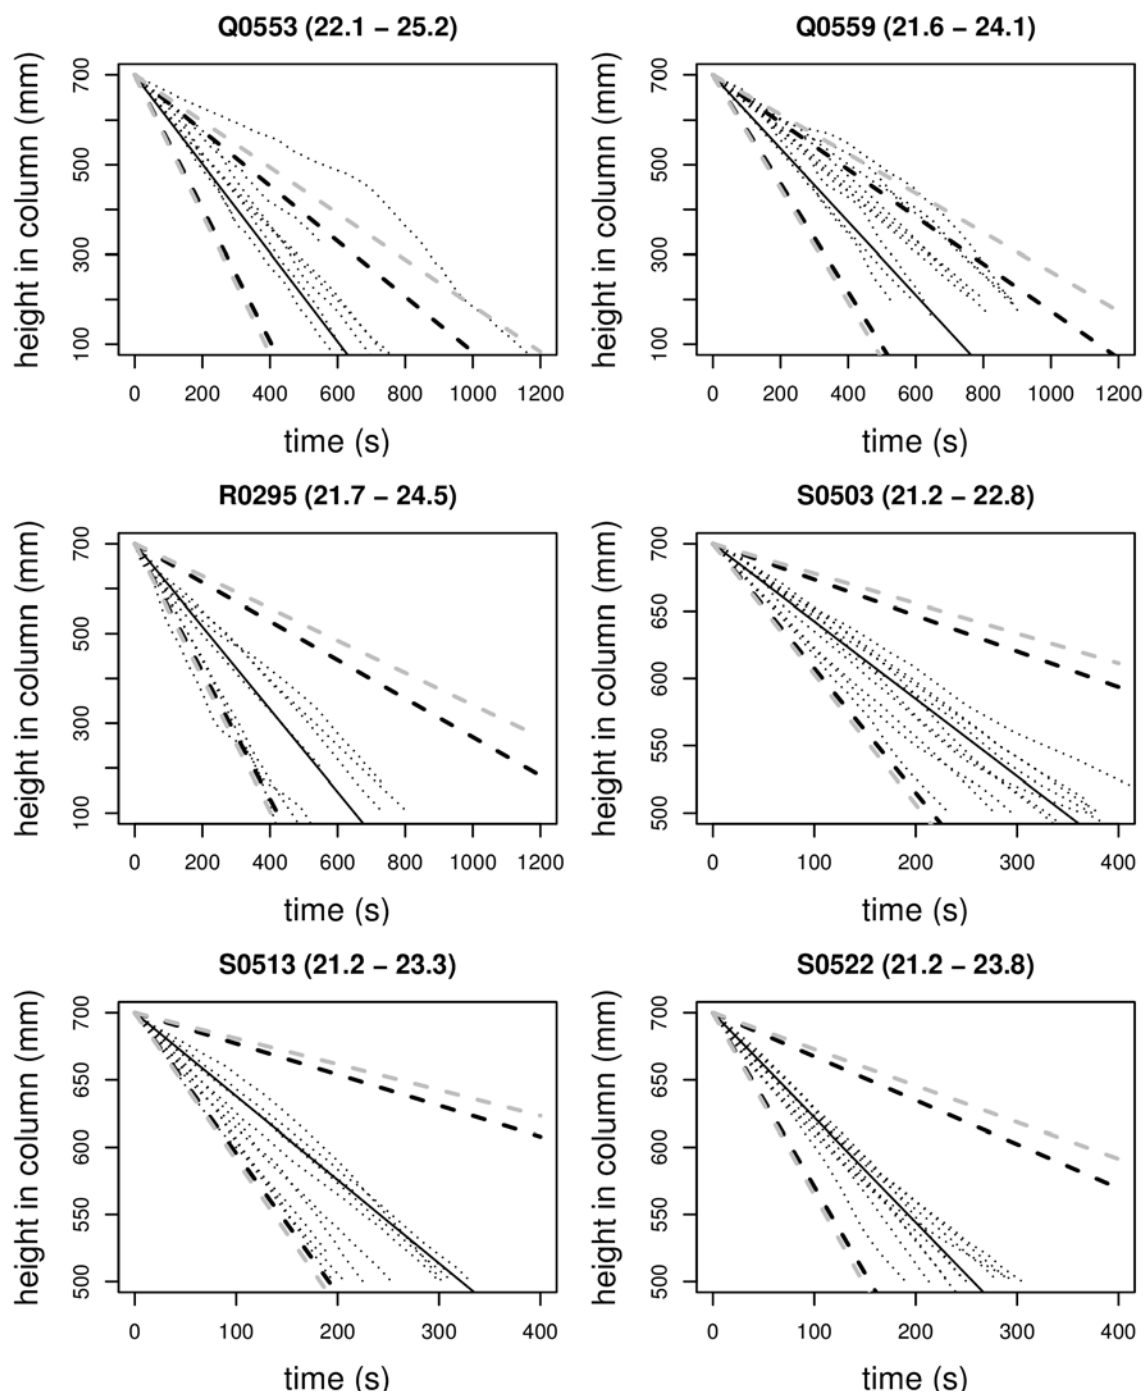 Q0553 (22.1 − 25.2)
height in column (mm)
700
500
300
100
0 200 400 600 800 1000 1200
time (s)
Q0559 (21.6 − 24.1)
height in column (mm)
700
500
300
100
0 200 400 600 800 1000 1200
time (s)
R0295 (21.7 − 24.5)
height in column (mm)
700
500
300
100
0 200 400 600 800 1000 1200
time (s)
S0503 (21.2 − 22.8)
height in column (mm)
700
650
600
550
500
0 100 200 300 400
time (s)
S0513 (21.2 − 23.3)
height in column (mm)
700
650
600
550
500
0 100 200 300 400
time (s)
S0522 (21.2 − 23.8)
height in column (mm)
700
650
600
550
500
0 100 200 300 400
time (s)